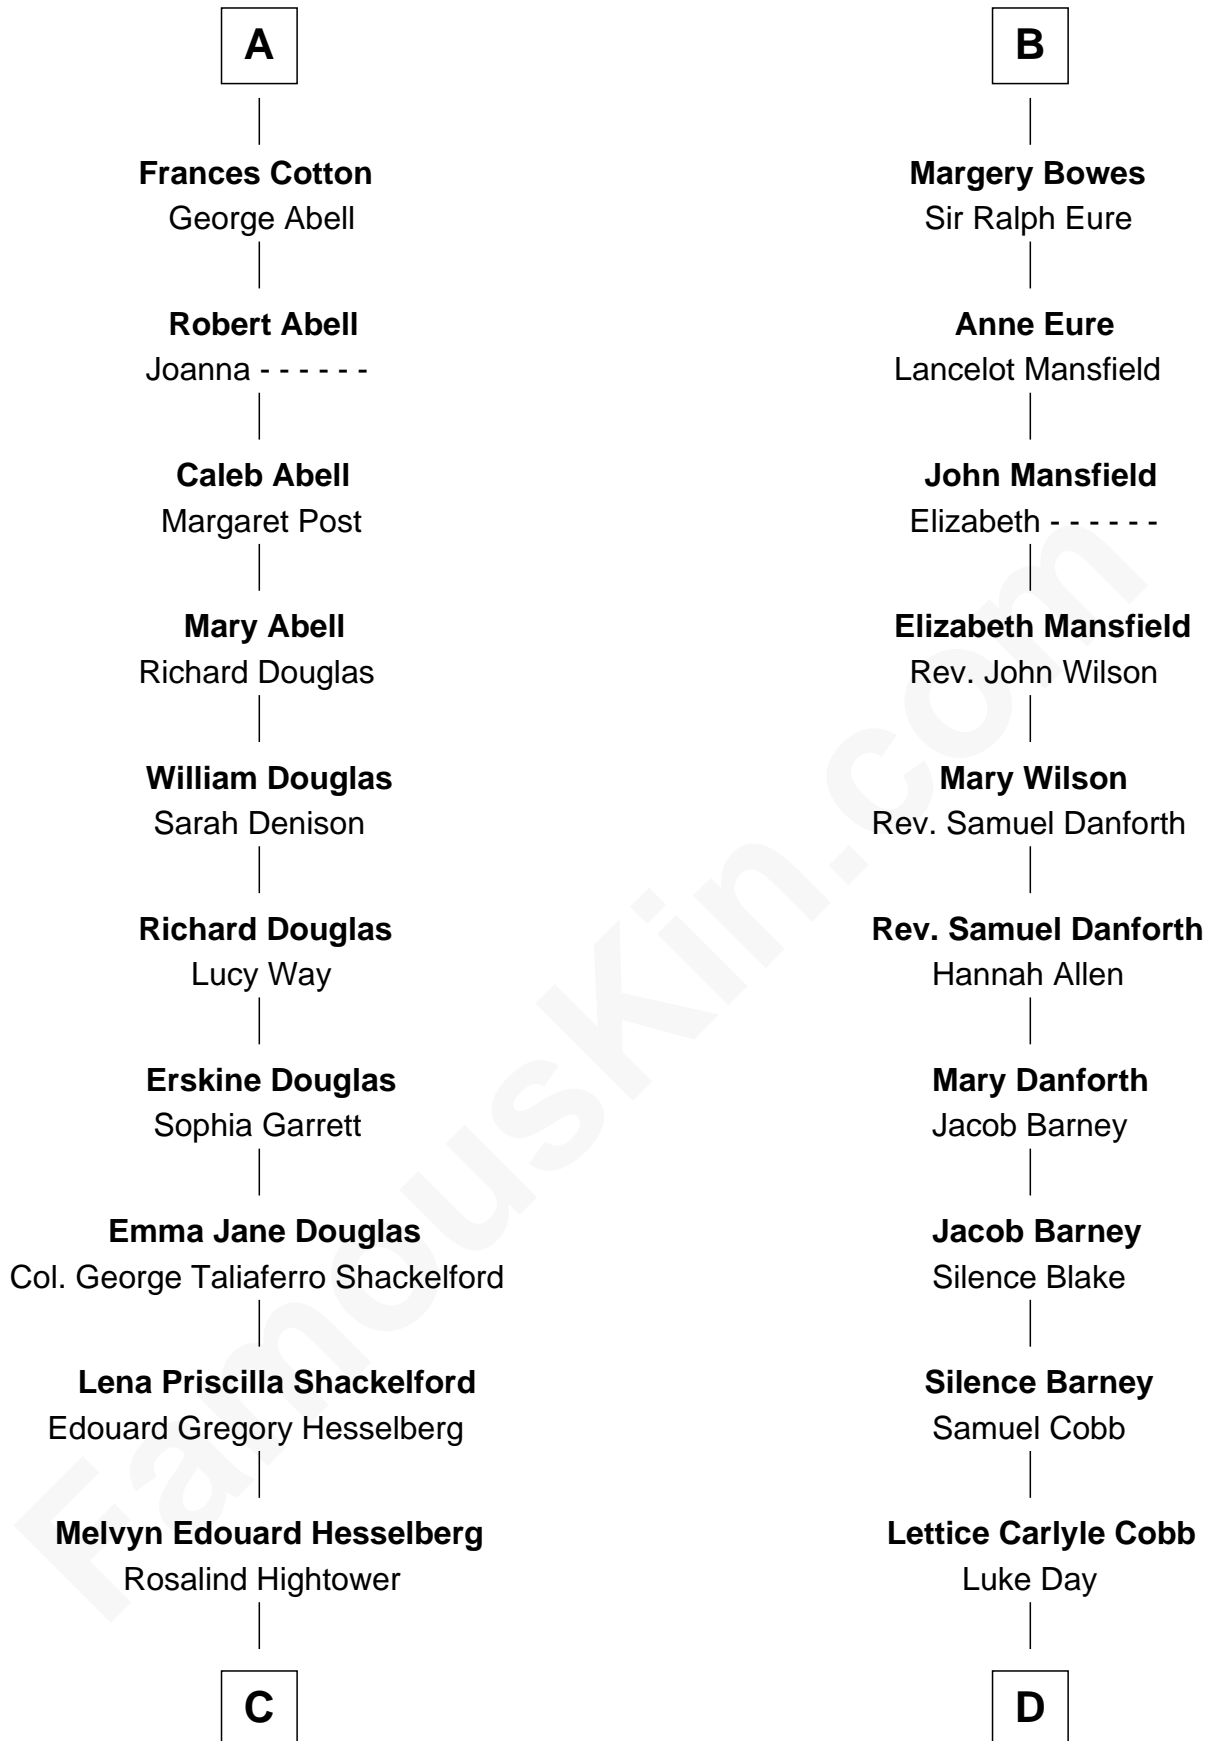 A
Frances Cotton
George Abell
Robert Abell
Joanna - - - - - -
Caleb Abell
Margaret Post
Mary Abell
Richard Douglas
William Douglas
Sarah Denison
Richard Douglas
Lucy Way
Erskine Douglas
Sophia Garrett
Emma Jane Douglas
Col. George Taliaferro Shackelford
Lena Priscilla Shackelford
Edouard Gregory Hesselberg
Melvyn Edouard Hesselberg
Rosalind Hightower
C
B
Margery Bowes
Sir Ralph Eure
Anne Eure
Lancelot Mansfield
John Mansfield
Elizabeth - - - - - -
Elizabeth Mansfield
Rev. John Wilson
Mary Wilson
Rev. Samuel Danforth
Rev. Samuel Danforth
Hannah Allen
Mary Danforth
Jacob Barney
Jacob Barney
Silence Blake
Silence Barney
Samuel Cobb
Lettice Carlyle Cobb
Luke Day
D
FamousKin.com